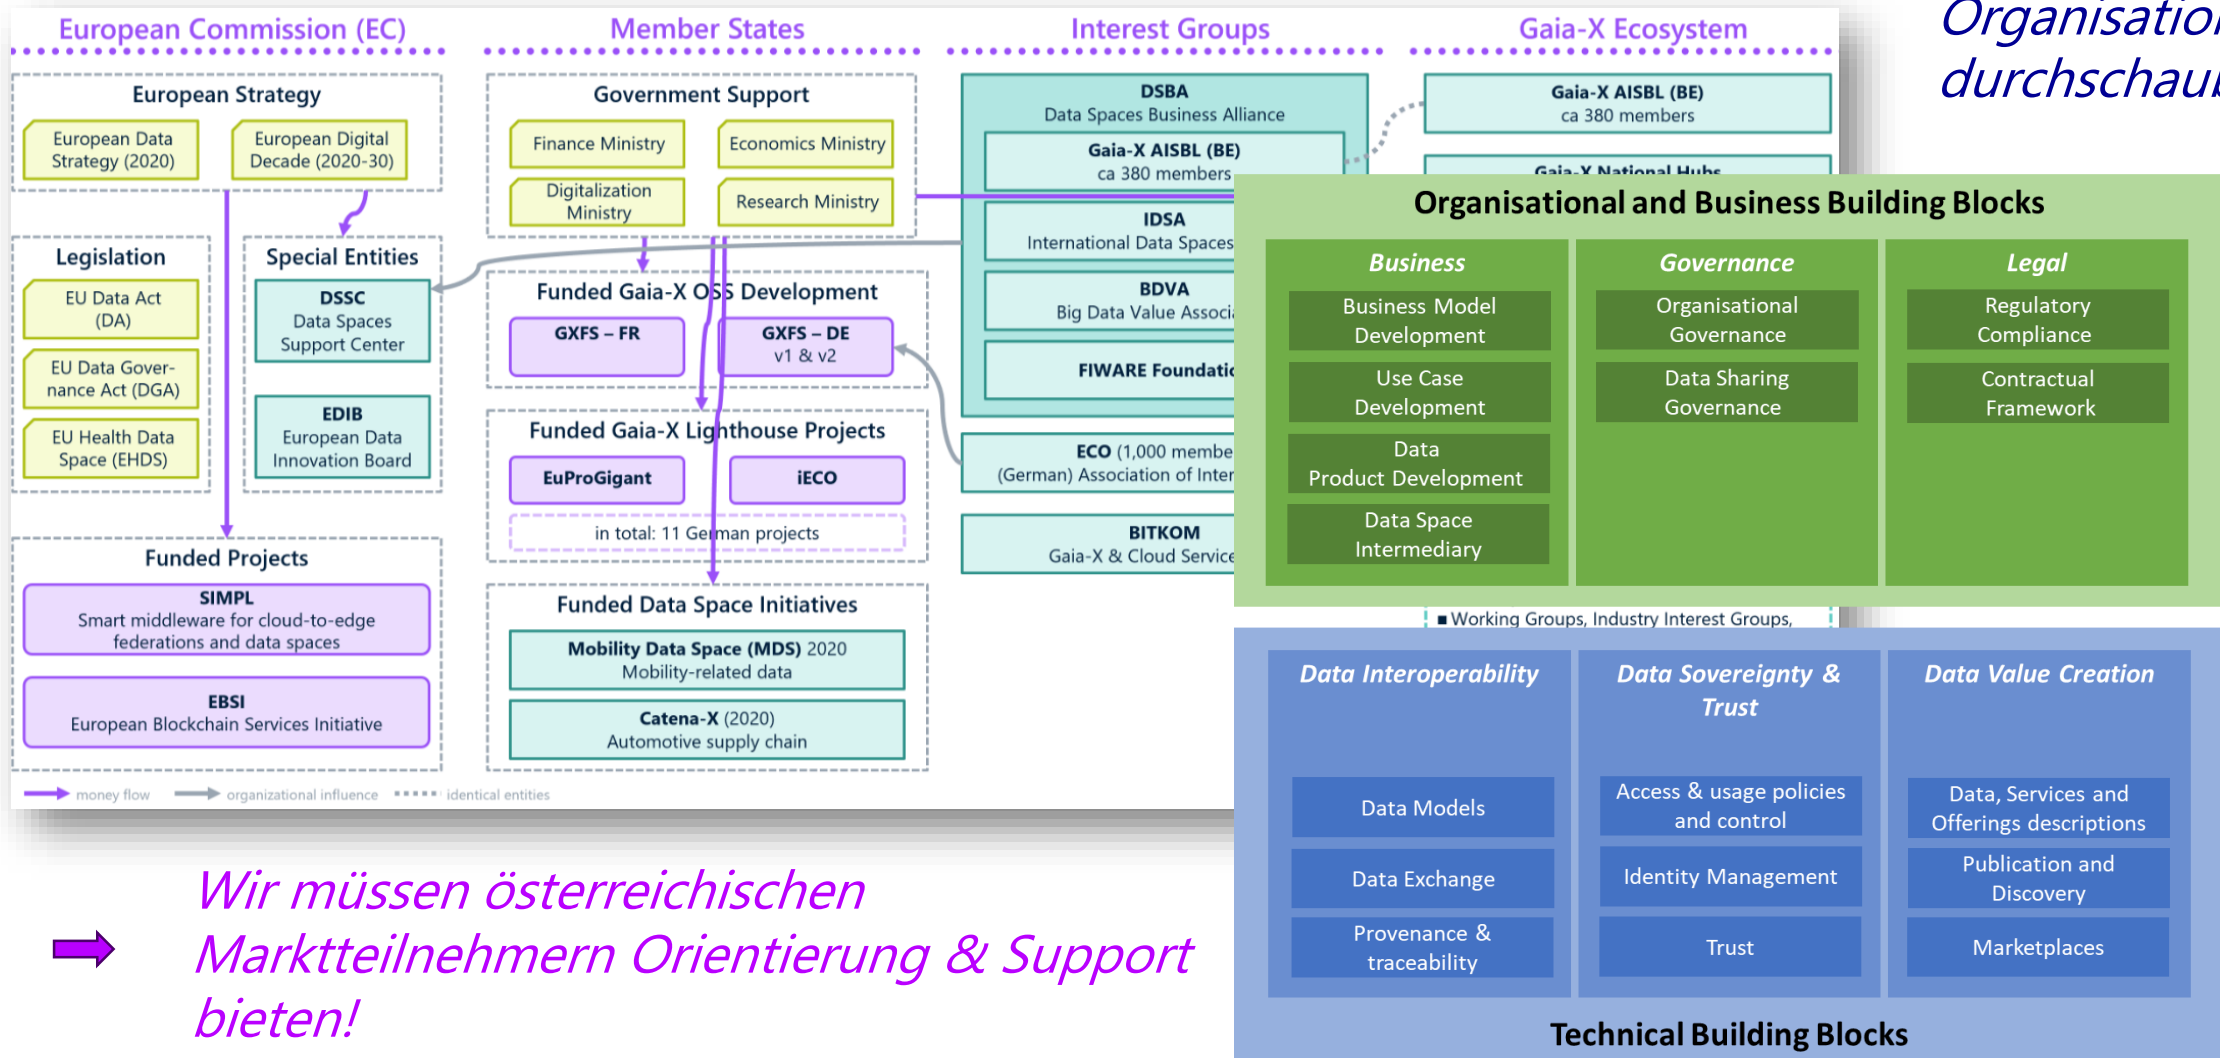 Organisation
durchschaub
European Commission (EC)
Member States
Interest Groups
Gaia-X Ecosystem
European Strategy
European Data
Strategy (2020)
European Digital
Decade (2020-30)
Legislation
EU Data Act
(DA)
EU Data Gover-
nance Act (DGA)
EU Health Data
Space (EHDS)
Special Entities
DSSC
Data Spaces
Support Center
EDIB
European Data
Innovation Board
Funded Projects
SIMPL
Smart middleware for cloud-to-edge
federations and data spaces
EBSI
European Blockchain Services Initiative
money flow
organizational influence
identical entities
Government Support
Finance Ministry
Economics Ministry
Digitalization
Ministry
Research Ministry
Funded Gaia-X OSS Development
GXFS – FR
GXFS – DE
v1 & v2
Funded Gaia-X Lighthouse Projects
EuProGigant
iECO
in total: 11 German projects
Funded Data Space Initiatives
Mobility Data Space (MDS) 2020
Mobility-related data
Catena-X (2020)
Automotive supply chain
DSBA
Data Spaces Business Alliance
Gaia-X AISBL (BE)
ca 380 members
IDSA
International Data Spaces
BDVA
Big Data Value Associa
FIWARE Foundatio
ECO (1,000 membe
(German) Association of Inter
BITKOM
Gaia-X & Cloud Service
Gaia-X AISBL (BE)
ca 380 members
Gaia-X National Hubs
■ Working Groups, Industry Interest Groups,
Organisational and Business Building Blocks
Business
Business Model
Development
Use Case
Development
Data
Product Development
Data Space
Intermediary
Governance
Organisational
Governance
Data Sharing
Governance
Legal
Regulatory
Compliance
Contractual
Framework
Data Interoperability
Data Models
Data Exchange
Provenance &
traceability
Data Sovereignty &
Trust
Access & usage policies
and control
Identity Management
Trust
Data Value Creation
Data, Services and
Offerings descriptions
Publication and
Discovery
Marketplaces
Technical Building Blocks
Wir müssen österreichischen
Marktteilnehmern Orientierung & Support
bieten!